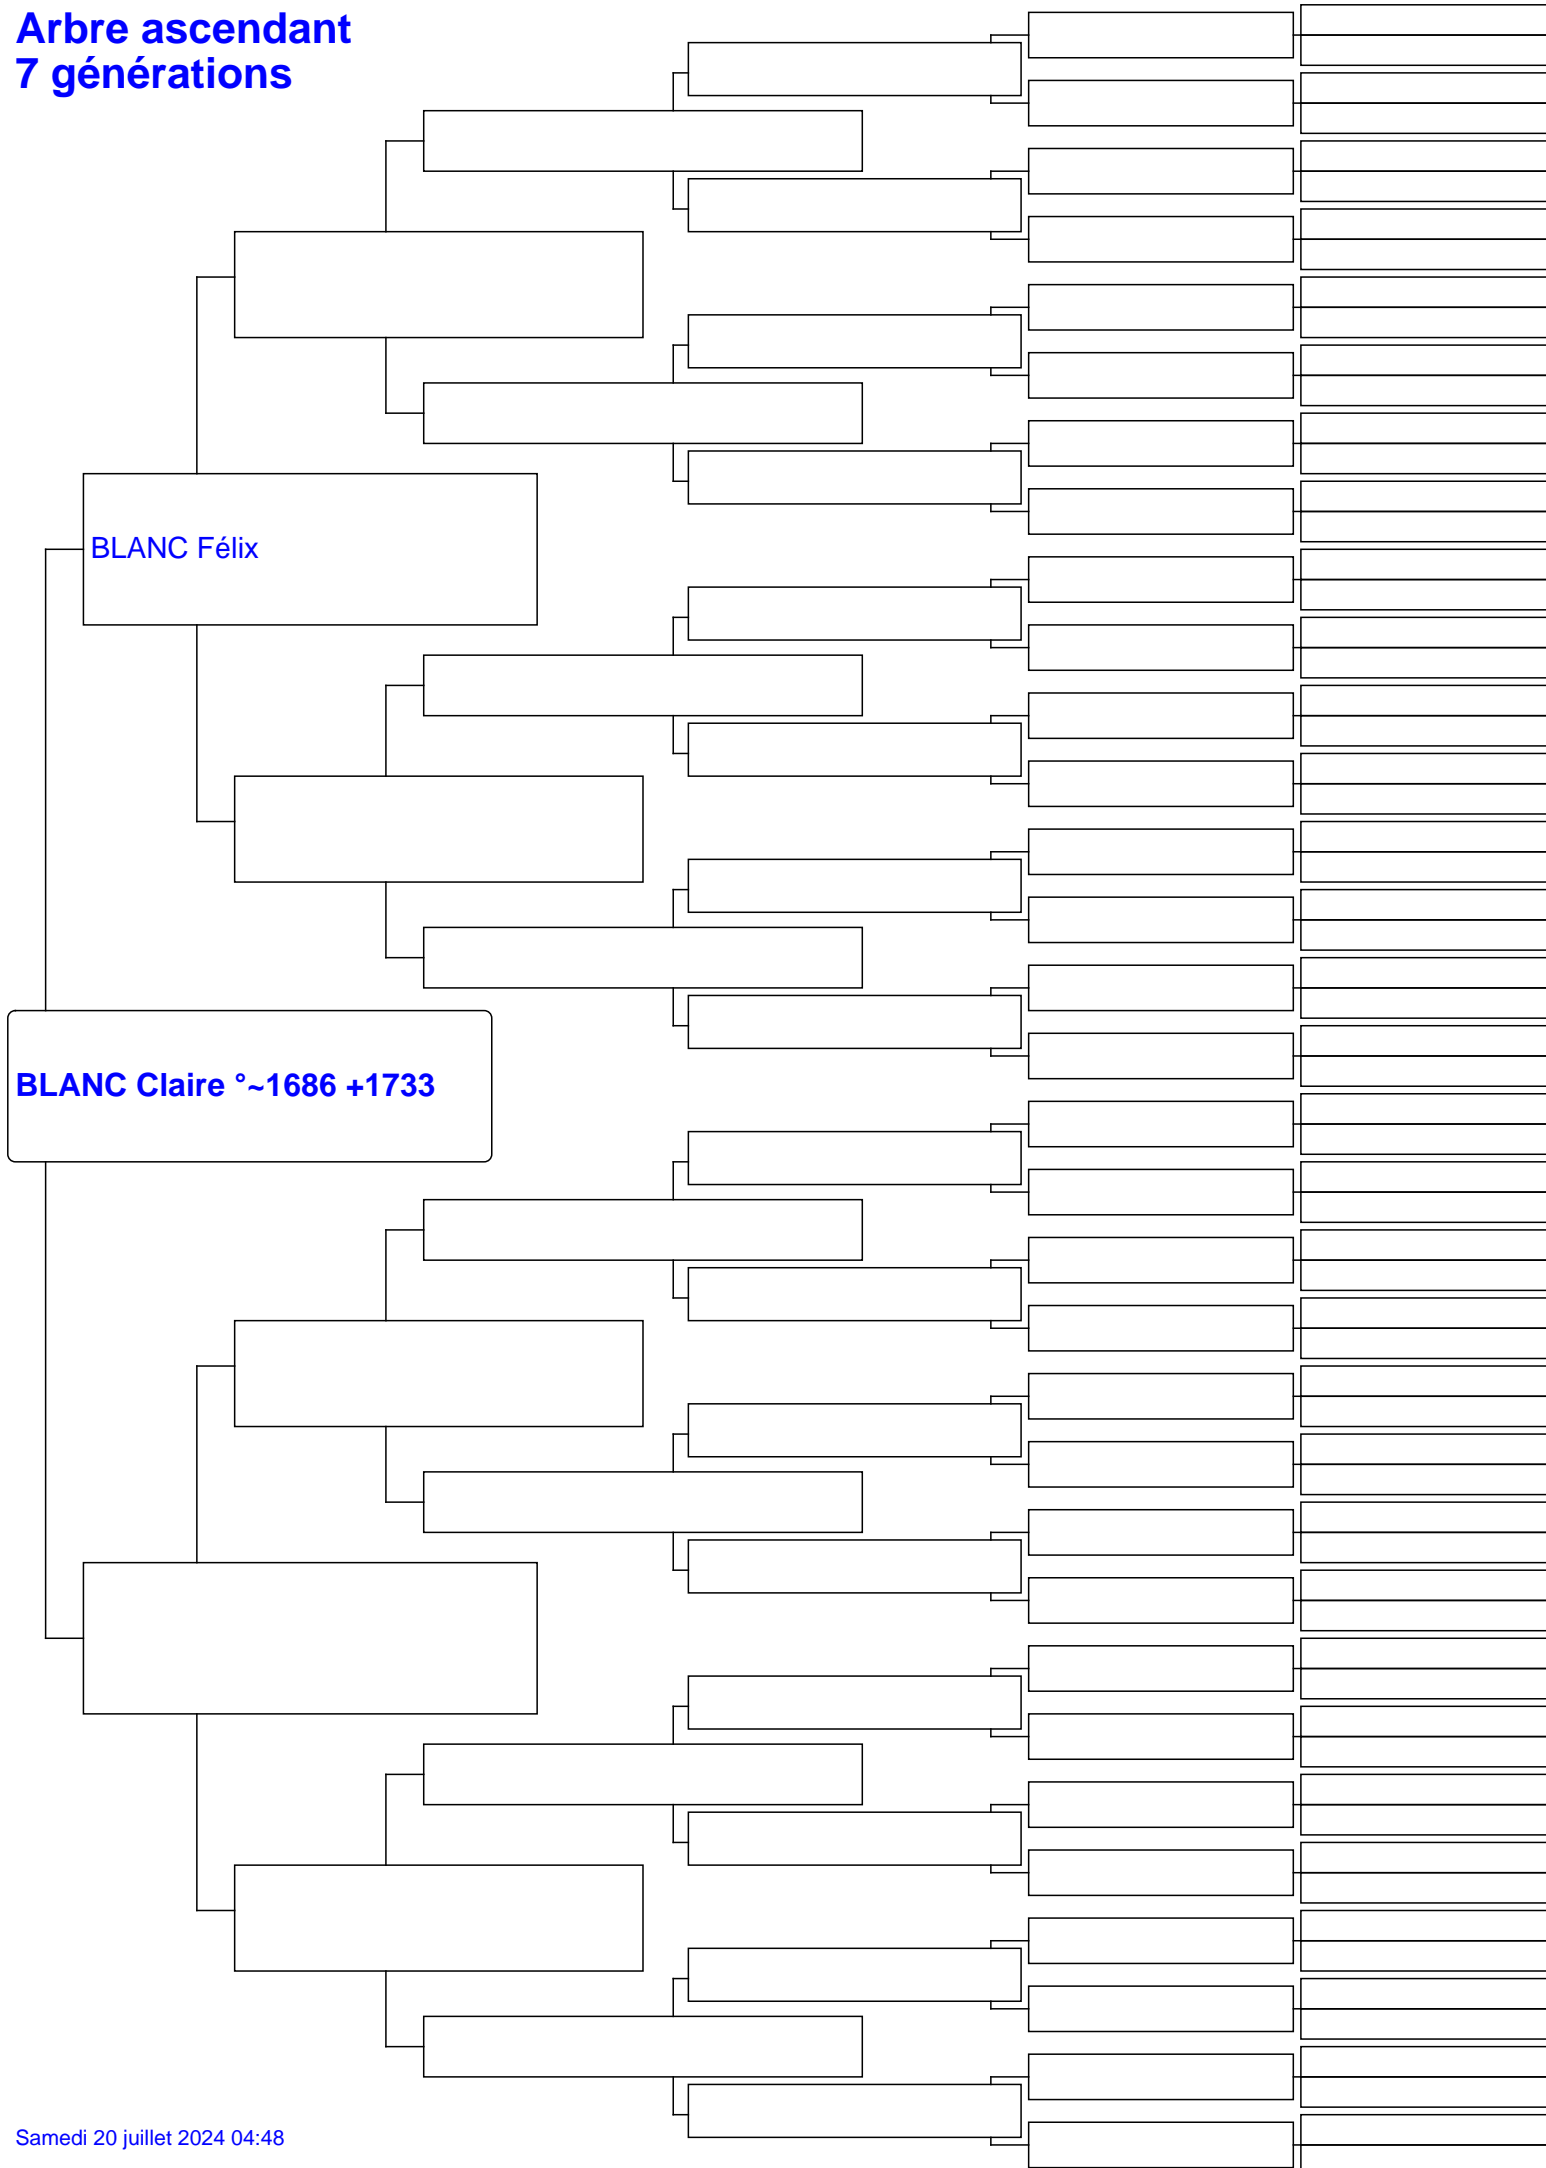 Arbre ascendant
7 générations
BLANC Félix
BLANC Claire °~1686 +1733
Samedi 20 juillet 2024 04:48